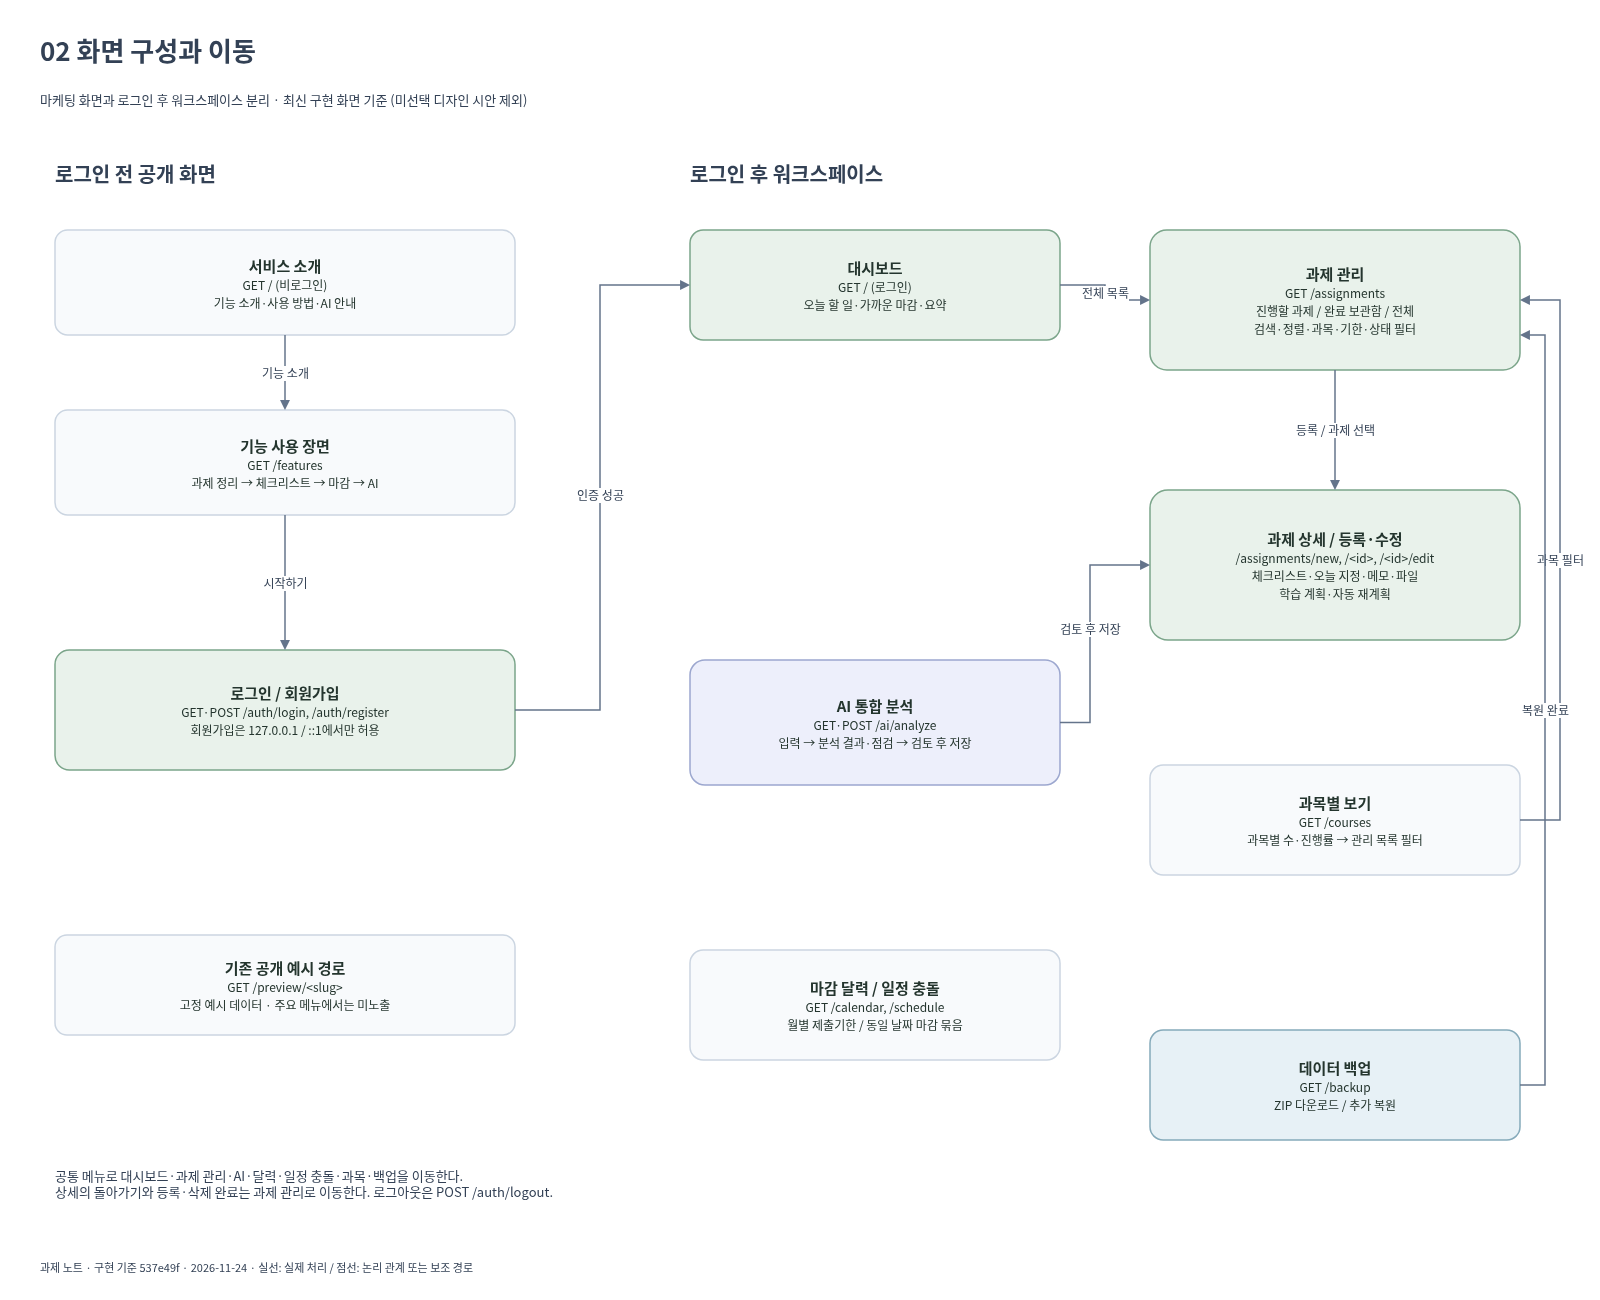 02 화면 구성과 이동
마케팅 화면과 로그인 후 워크스페이스 분리 · 최신 구현 화면 기준 (미선택 디자인 시안 제외)
로그인 전 공개 화면
서비스 소개
GET / (비로그인)
기능 소개·사용 방법·AI 안내
기능 소개
기능 사용 장면
GET /features
과제 정리 → 체크리스트 → 마감 → AI
시작하기
로그인 / 회원가입
GET·POST /auth/login, /auth/register
회원가입은 127.0.0.1 / ::1에서만 허용
인증 성공
기존 공개 예시 경로
GET /preview/<slug>
고정 예시 데이터 · 주요 메뉴에서는 미노출
로그인 후 워크스페이스
대시보드
GET / (로그인)
오늘 할 일·가까운 마감·요약
전체 목록
과제 관리
GET /assignments
진행할 과제 / 완료 보관함 / 전체
검색·정렬·과목·기한·상태 필터
등록 / 과제 선택
과제 상세 / 등록·수정
/assignments/new, /<id>, /<id>/edit
체크리스트·오늘 지정·메모·파일
학습 계획·자동 재계획
과목 필터
검토 후 저장
AI 통합 분석
GET·POST /ai/analyze
입력 → 분석 결과·점검 → 검토 후 저장
복원 완료
과목별 보기
GET /courses
과목별 수·진행률 → 관리 목록 필터
마감 달력 / 일정 충돌
GET /calendar, /schedule
월별 제출기한 / 동일 날짜 마감 묶음
데이터 백업
GET /backup
ZIP 다운로드 / 추가 복원
공통 메뉴로 대시보드·과제 관리·AI·달력·일정 충돌·과목·백업을 이동한다.
상세의 돌아가기와 등록·삭제 완료는 과제 관리로 이동한다. 로그아웃은 POST /auth/logout.
과제 노트 · 구현 기준 537e49f · 2026-11-24 · 실선: 실제 처리 / 점선: 논리 관계 또는 보조 경로